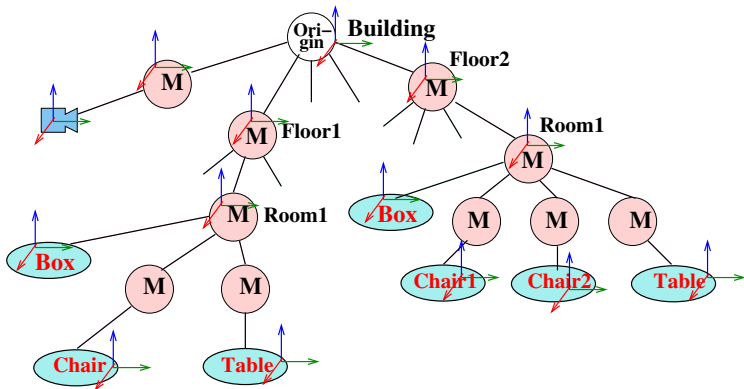 Ori-
gin
Building
M
Floor2
M
M
Floor1
Room1
M
M
Room1
Box
M
M
M
Box
M
M
Chair1
Chair2
Table
Chair
Table